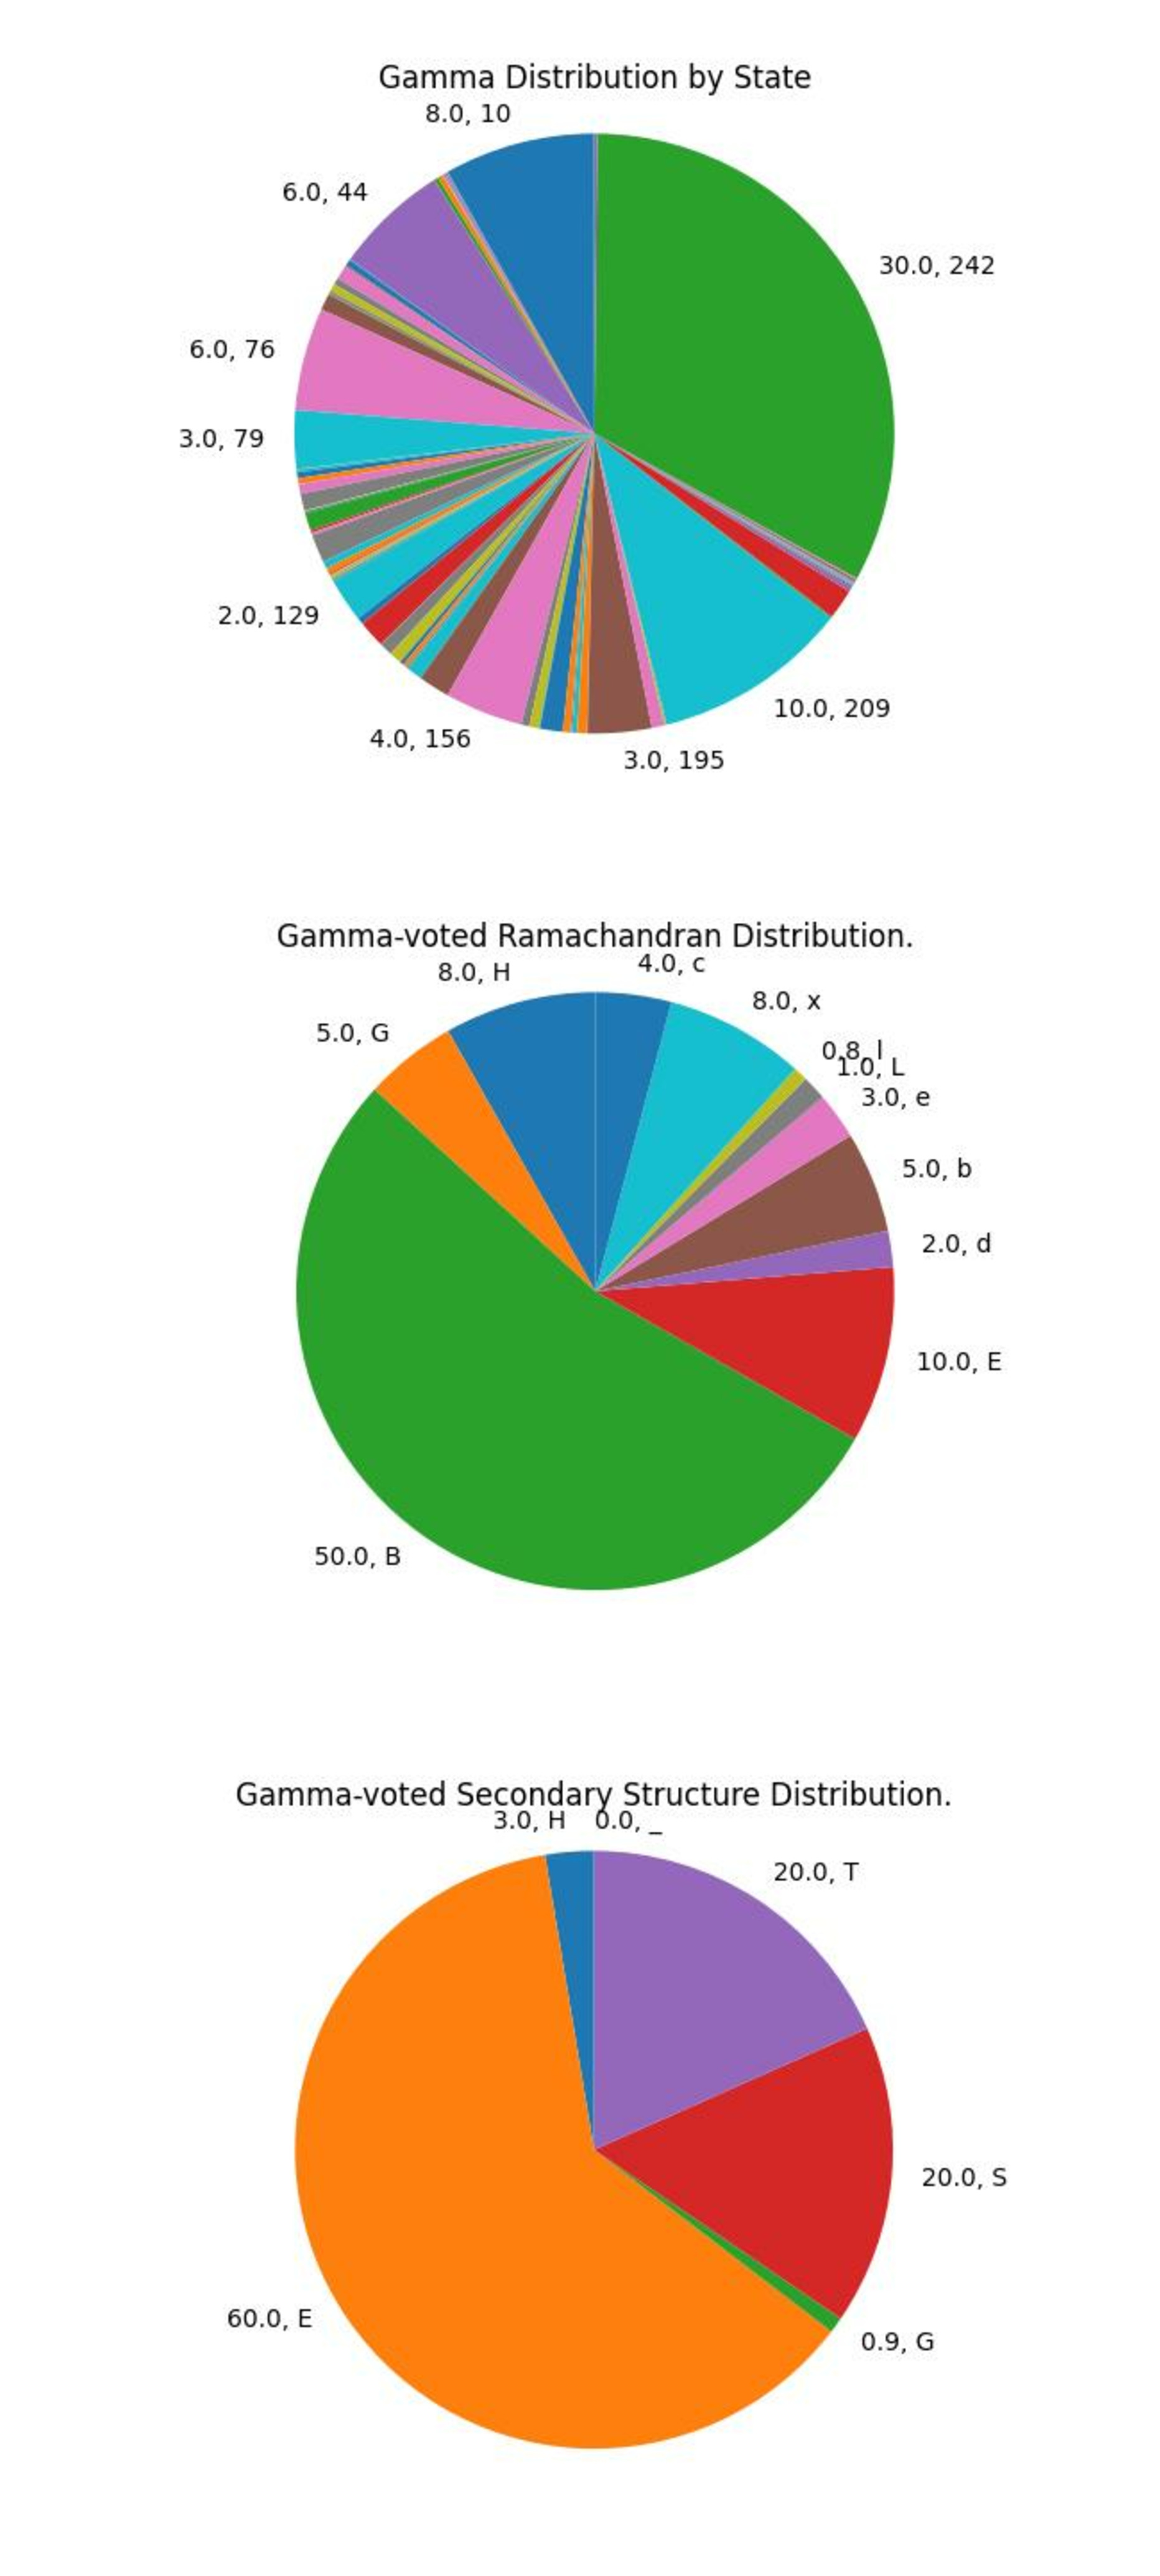 Gamma Distribution by State
8.0, 10
6.0, 44
30.0, 242
6.0, 76
3.0, 79
2.0, 129
10.0, 209
4.0, 156
3.0, 195
Gamma-voted Ramachandran Distribution.
8.0, H
4.0, c
8.0, x
5.0, G
0.8, l
1.0, L
3.0, e
5.0, b
2.0, d
10.0, E
50.0, B
Gamma-voted Secondary Structure Distribution.
3.0, H
0.0, _
20.0, T
20.0, S
60.0, E
0.9, G